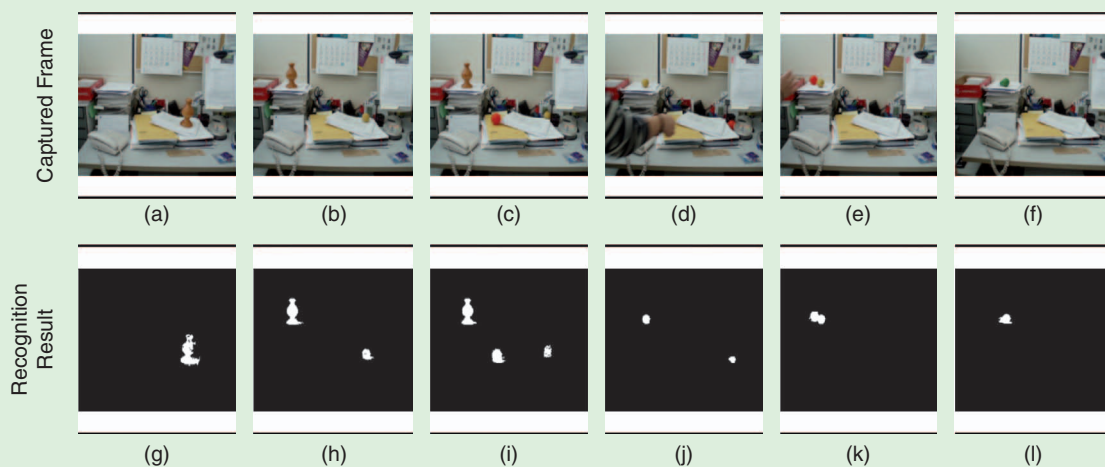 Captured Frame
(a) (b) (c) (d) (e) (f)
Recognition
Result
(g) (h) (i) (j) (k) (l)